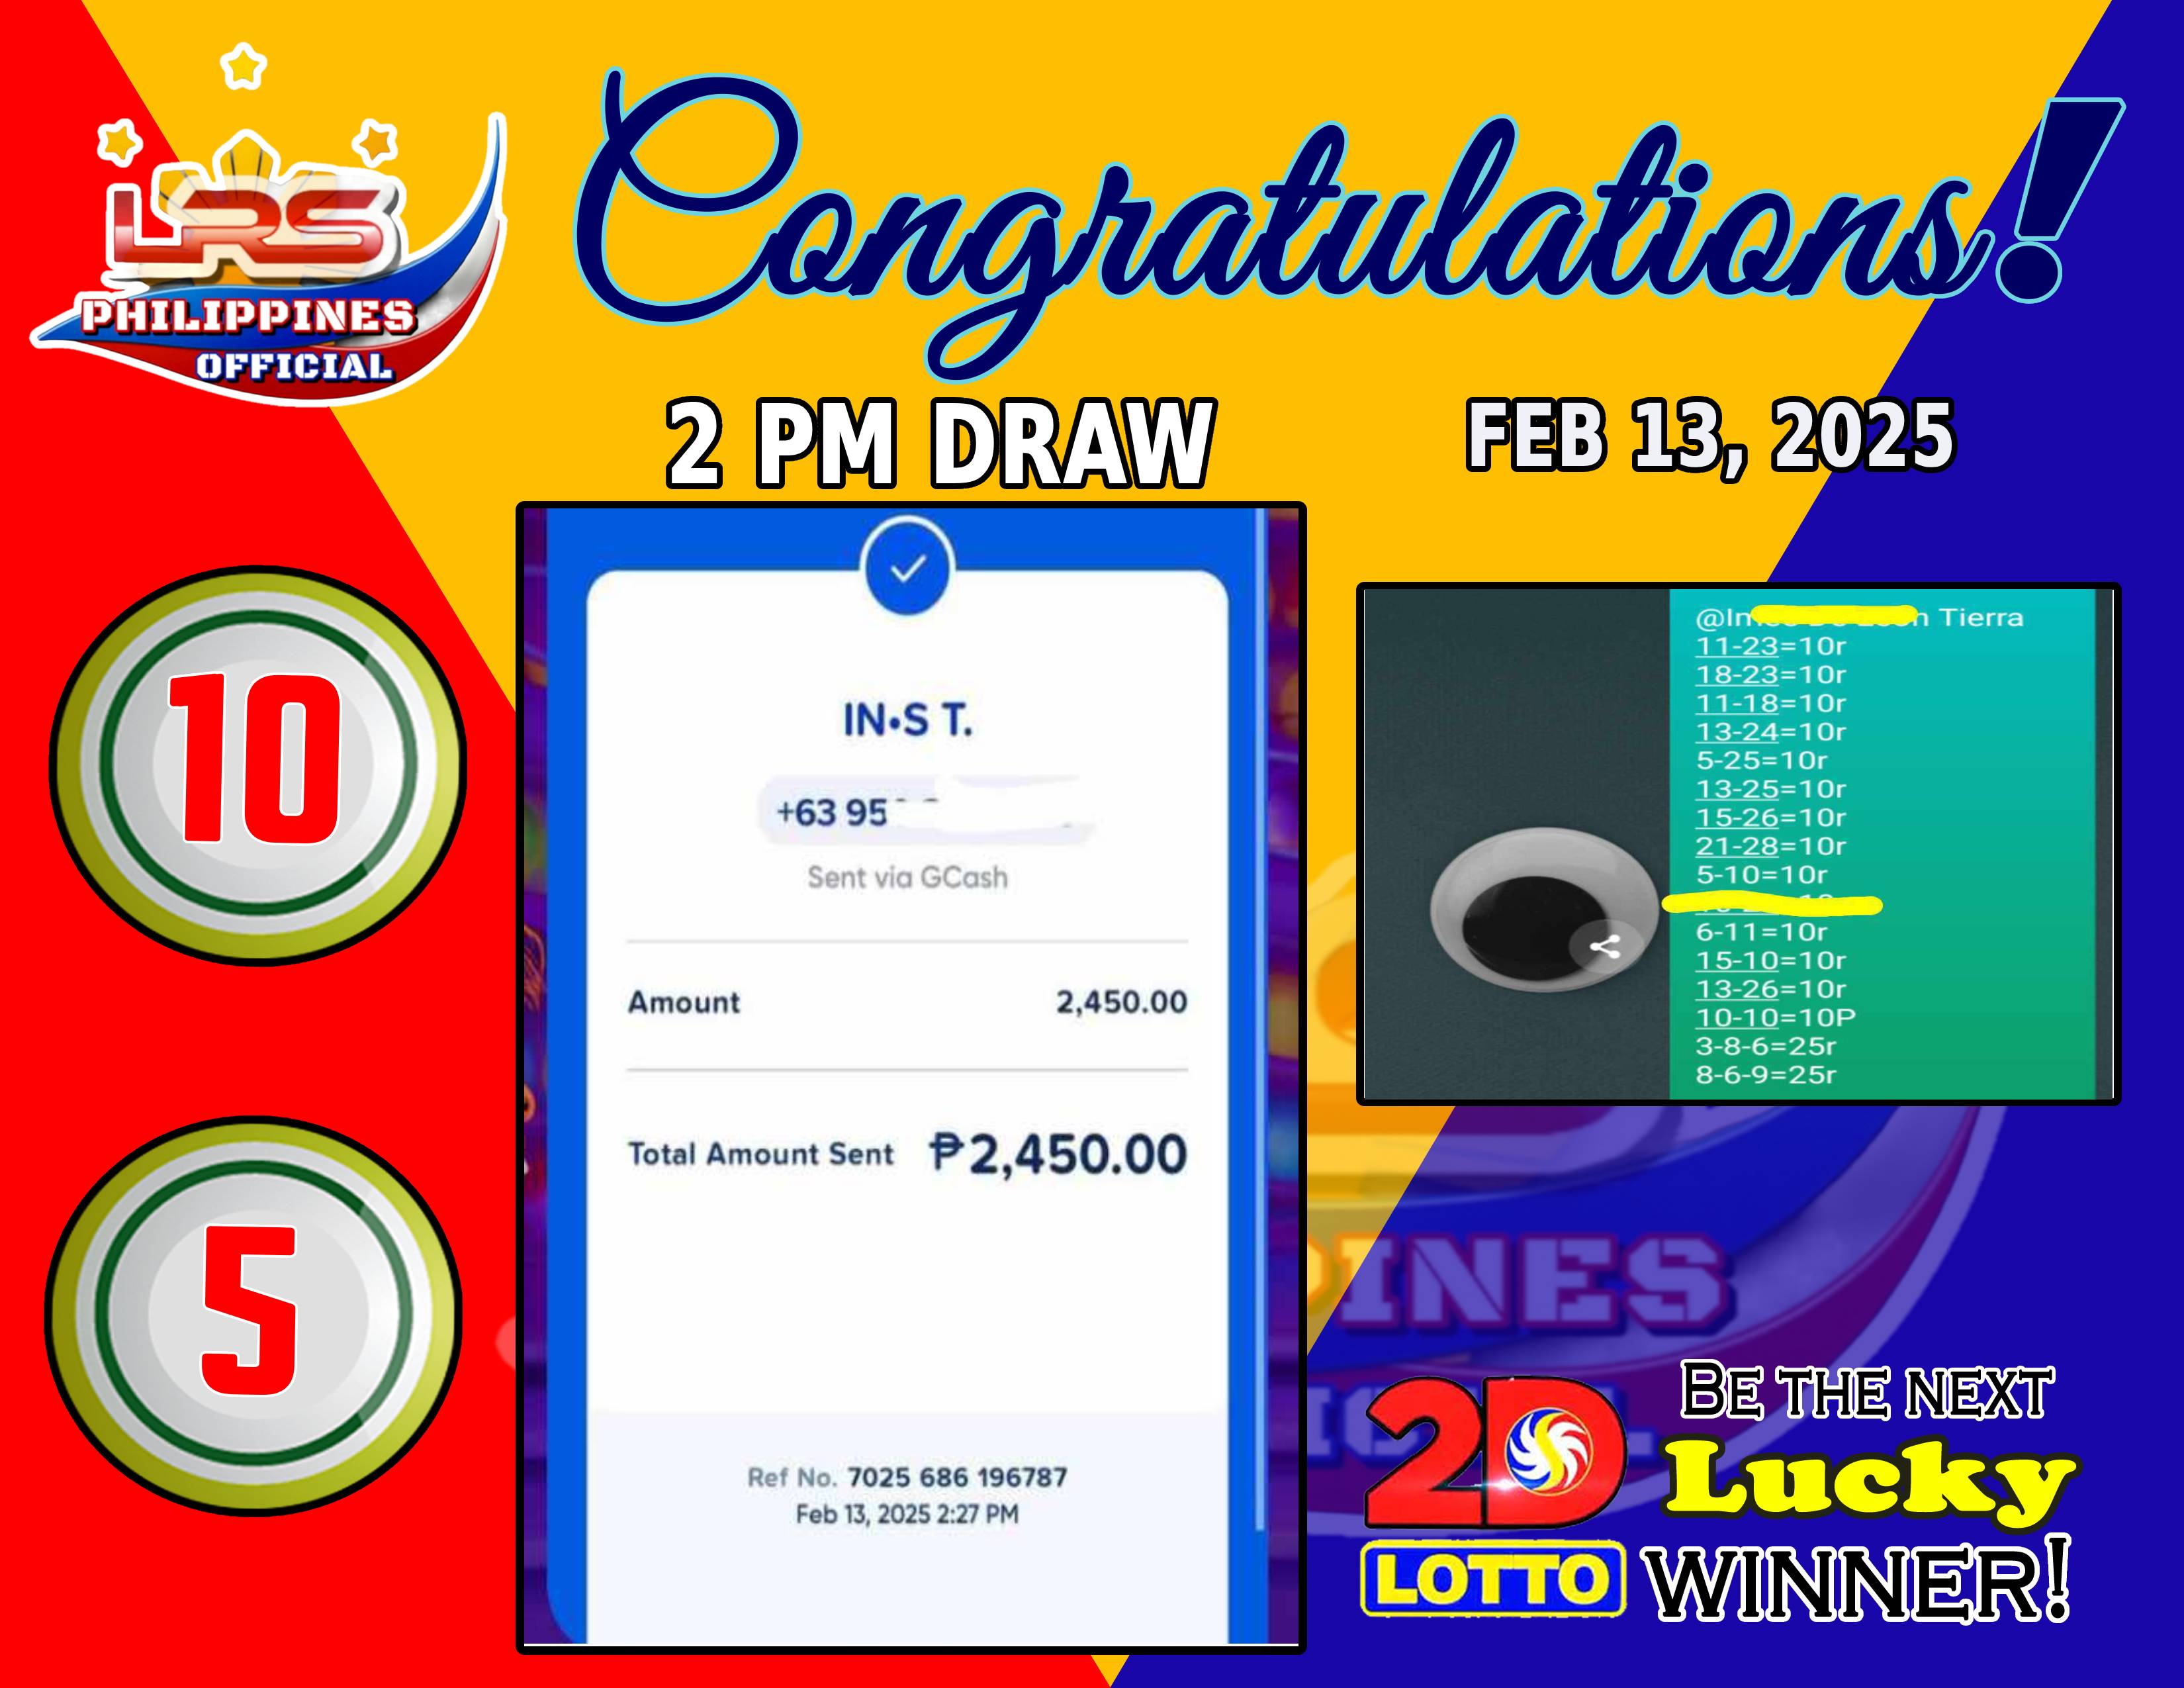 LRS
PHILIPPINES
OFFICIAL
Congratulations!
2 PM DRAW
FEB 13, 2025
10
5
IN•S T.
+63 95
Sent via GCash
Amount 2,450.00
Total Amount Sent ₱2,450.00
Ref No. 7025 686 196787
Feb 13, 2025 2:27 PM
Tierra
11-23=10r
18-23=10r
11-18=10r
13-24=10r
5-25=10r
13-25=10r
15-26=10r
21-28=10r
5-10=10r
6-11=10r
15-10=10r
13-26=10r
10-10=10P
3-8-6=25r
8-6-9=25r
PINES
2D
LOTTO
BE THE NEXT
Lucky
WINNER!